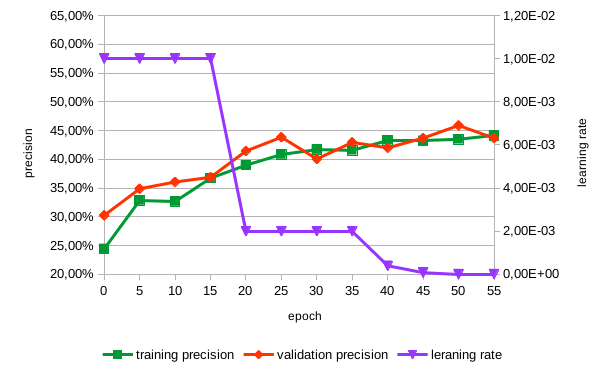 65,00%
60,00%
55,00%
50,00%
45,00%
40,00%
35,00%
30,00%
25,00%
20,00%
precision
1,20E-02
1,00E-02
8,00E-03
6,00E-03
4,00E-03
2,00E-03
0,00E+00
learning rate
0 5 10 15 20 25 30 35 40 45 50 55
epoch
training precision validation precision leraning rate